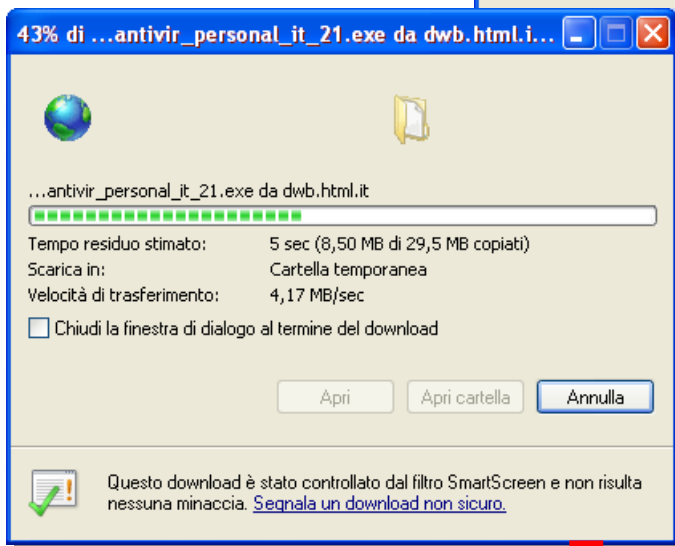 43% di ...antivir_personal_it_21.exe da dwb.html.i...
...antivir_personal_it_21.exe da dwb.html.it
Tempo residuo stimato: 5 sec (8,50 MB di 29,5 MB copiati)
Scarica in: Cartella temporanea
Velocità di trasferimento: 4,17 MB/sec
Chiudi la finestra di dialogo al termine del download
Apri Apri cartella Annulla
Questo download è stato controllato dal filtro SmartScreen e non risulta
nessuna minaccia. Segnala un download non sicuro.